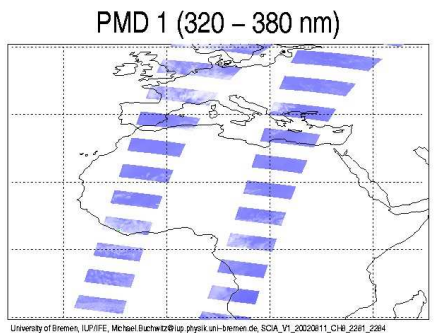 PMD 1 (320 – 380 nm)
University of Bremen, IUP/IFE, Michael.Buchwitz@iup.physik.uni–bremen.de, SCIA_V1_20020811_CHB_2281_2284